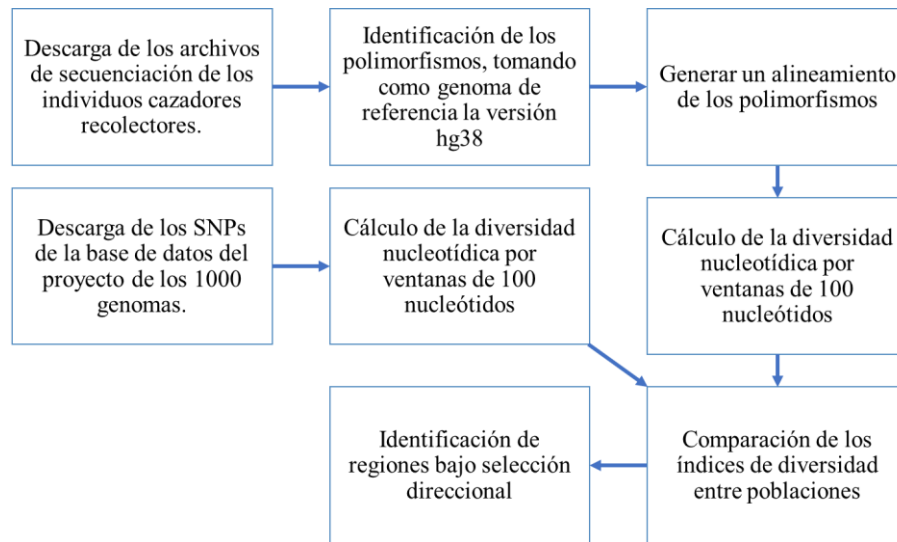 Descarga de los archivos
de secuenciación de los
individuos cazadores
recolectores.
Identificación de los
polimorfismos, tomando
como genoma de
referencia la versión
hg38
Generar un alineamiento
de los polimorfismos
Descarga de los SNPs
de la base de datos del
proyecto de los 1000
genomas.
Cálculo de la diversidad
nucleotídica por
ventanas de 100
nucleótidos
Cálculo de la diversidad
nucleotídica por
ventanas de 100
nucleótidos
Identificación de
regiones bajo selección
direccional
Comparación de los
índices de diversidad
entre poblaciones